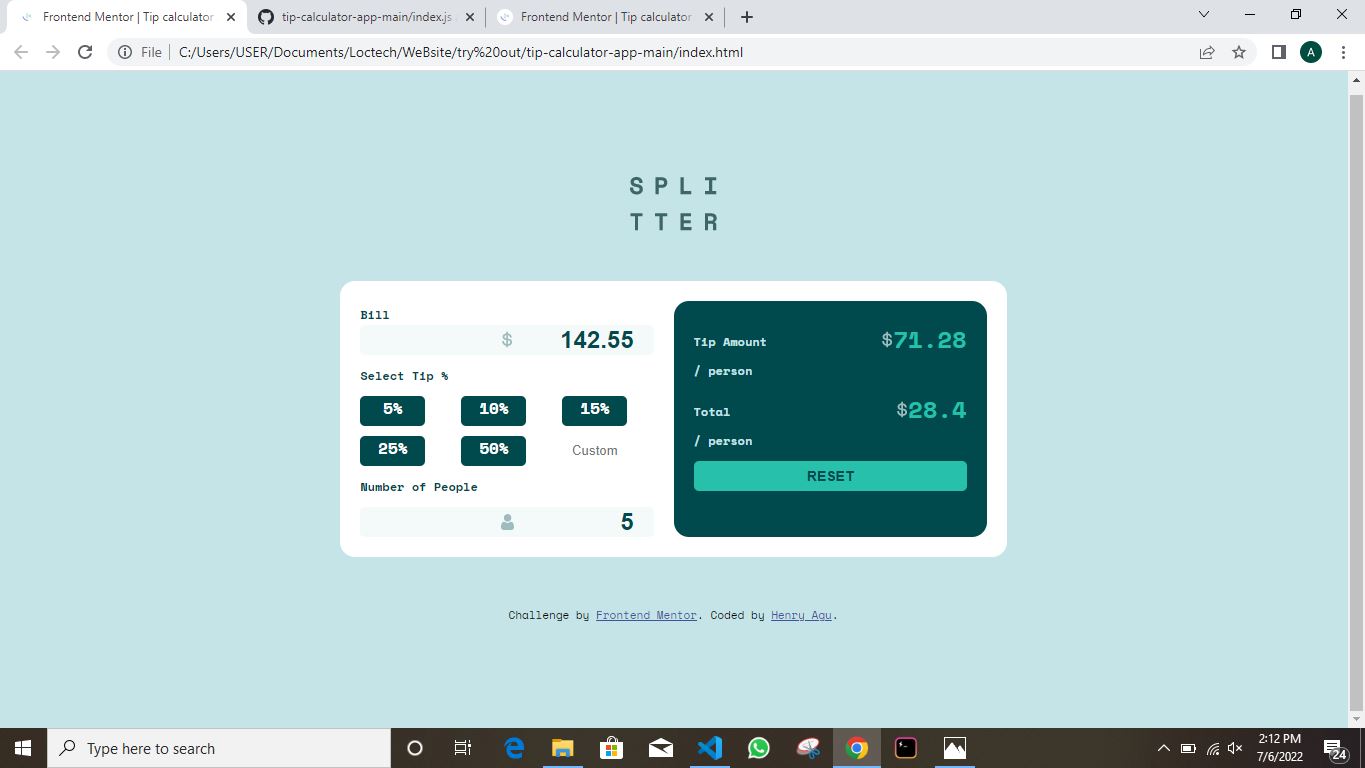 Frontend Mentor | Tip calculator
tip-calculator-app-main/index.js
Frontend Mentor | Tip calculator
File
C:/Users/USER/Documents/Loctech/WeBsite/try%20out/tip-calculator-app-main/index.html
A
SPLI
TTER
Bill
$ 142.55
Select Tip %
5% 10% 15%
25% 50% Custom
Number of People
5
Tip Amount $71.28
/ person
Total $28.4
/ person
RESET
Challenge by Frontend Mentor. Coded by Henry Agu.
Type here to search
2:12 PM
7/6/2022
24